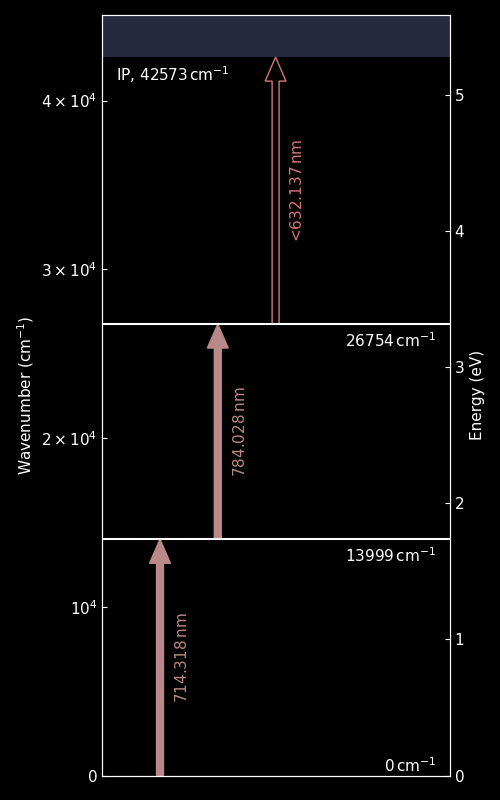 IP, 42573 cm⁻¹
4 × 10⁴
5
<632.137 nm
4
3 × 10⁴
26754 cm⁻¹
3
Wavenumber (cm⁻¹)
Energy (eV)
784.028 nm
2 × 10⁴
2
13999 cm⁻¹
10⁴
714.318 nm
1
0 cm⁻¹
0
0